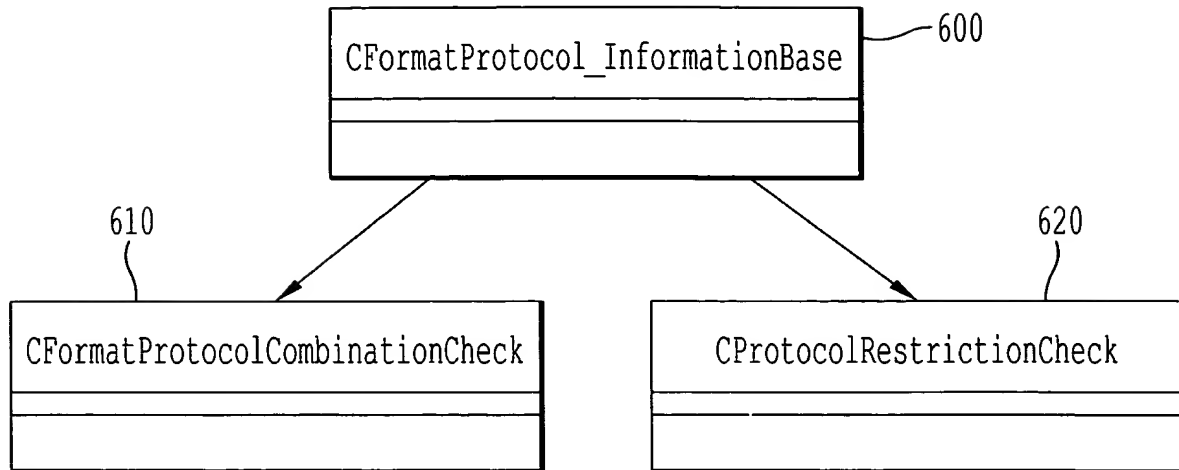 600
CFormatProtocol_InformationBase
610
620
CFormatProtocolCombinationCheck
CProtocolRestrictionCheck